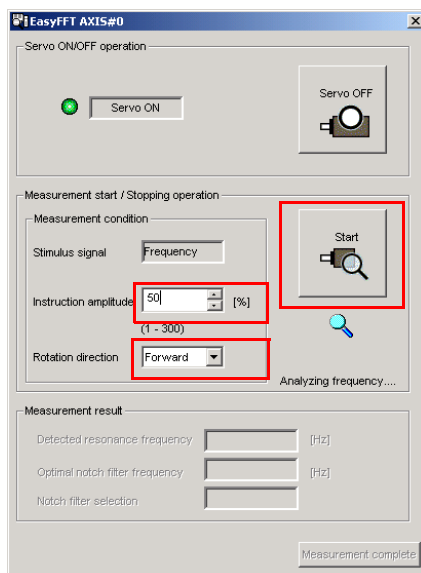 EasyFFT AXIS#0
Servo ON/OFF operation
Servo ON
Servo OFF
Measurement start / Stopping operation
Measurement condition
Stimulus signal
Frequency
Start
Instruction amplitude
50
[%]
(1 - 300)
Rotation direction
Forward
Analyzing frequency....
Measurement result
Detected resonance frequency
[Hz]
Optimal notch filter frequency
[Hz]
Notch filter selection
Measurement complete